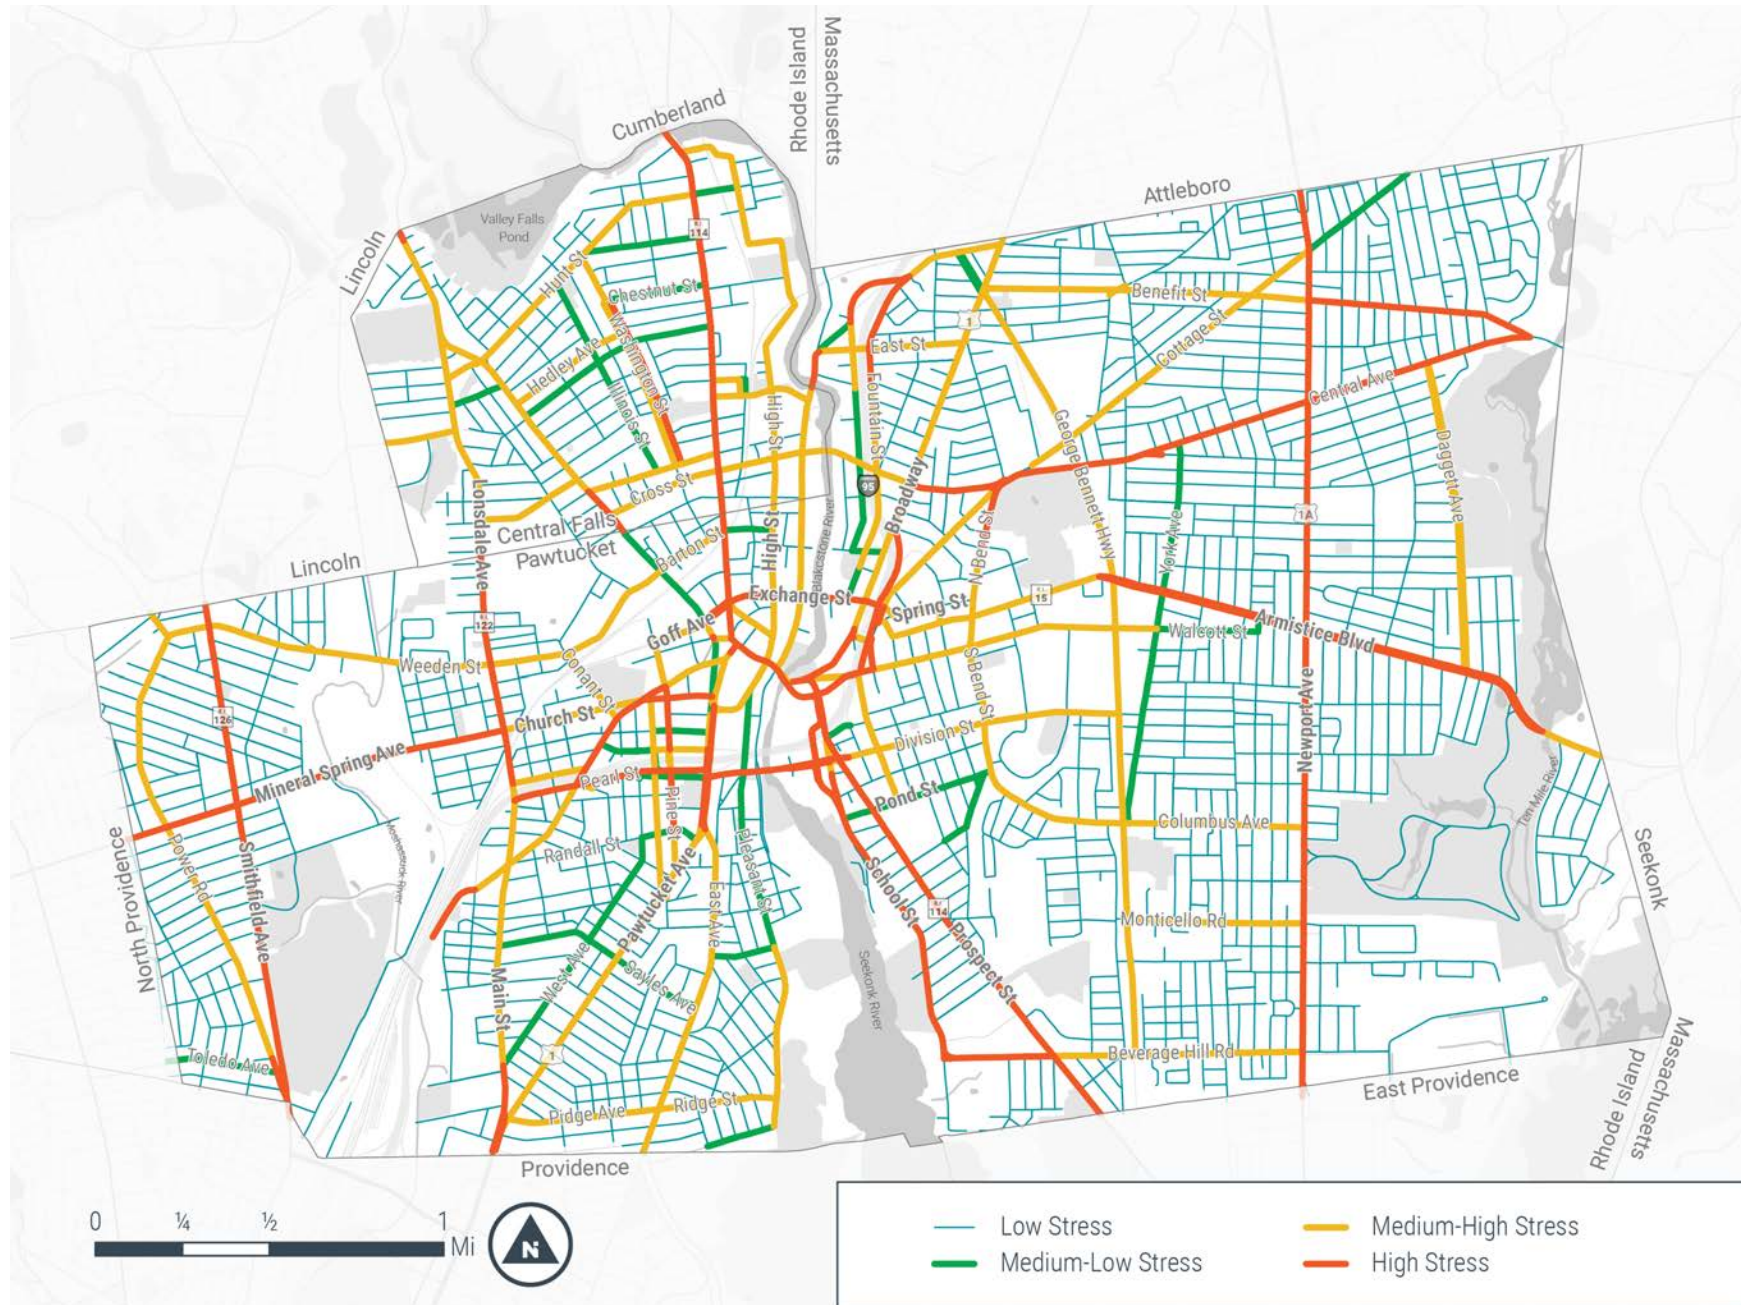 Cumberland
Rhode Island
Massachusetts
Attleboro
Valley Falls
Pond
Lincoln
RI
114
Hunt St
Chestnut St
Benefit St
1
Washington St
Cottage St
East St
Hedley Ave
Central Ave
Illinois St
High St
Fountain St
George Bennett Hwy
Daggett Ave
Broadway
Cross St
95
Lonsdale Ave
Central Falls
Pawtucket
1A
Barton St
High St
N Bend St
York Ave
Lincoln
Exchange St
Spring St
RI
15
Armistice Blvd
RI
122
Goff Ave
Walcott St
Weeden St
Conant St
S Bend St
Newport Ave
RI
126
Church St
Division St
Mineral Spring Ave
Pearl St
Pond St
Pine St
Columbus Ave
Ten Mile River
Power Rd
Randall St
Pleasant St
North Providence
Smithfield Ave
Pawtucket Ave
East Ave
School St
Seekonk
RI
114
Monticello Rd
Main St
West Ave
Sayles Ave
Seekonk River
Prospect St
Toledo Ave
1
Beverage Hill Rd
Pidge Ave
Ridge St
East Providence
Rhode Island
Massachusetts
Providence
0 ¼ ½ 1
Mi
N
Low Stress
Medium-Low Stress
Medium-High Stress
High Stress